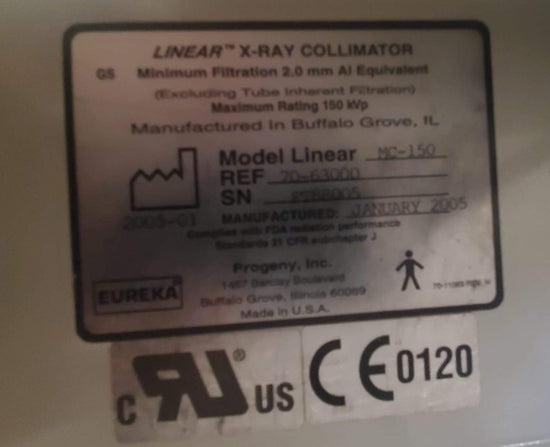 LINEAR™ X-RAY COLLIMATOR
GS Minimum Filtration 2.0 mm Al Equivalent
(Excluding Tube Inherent Filtration)
Maximum Rating 150 kVp
Manufactured in Buffalo Grove, IL
Model Linear MC-150
REF 70-63000
SN
2005-01
MANUFACTURED: JANUARY 2005
Complies with FDA radiation performance
Standards 21 CFR subchapter J
Progeny, Inc.
Barclay Boulevard
EUREKA®
Buffalo Grove, Illinois 60089
Made in U.S.A.
C RU® US
CE 0120